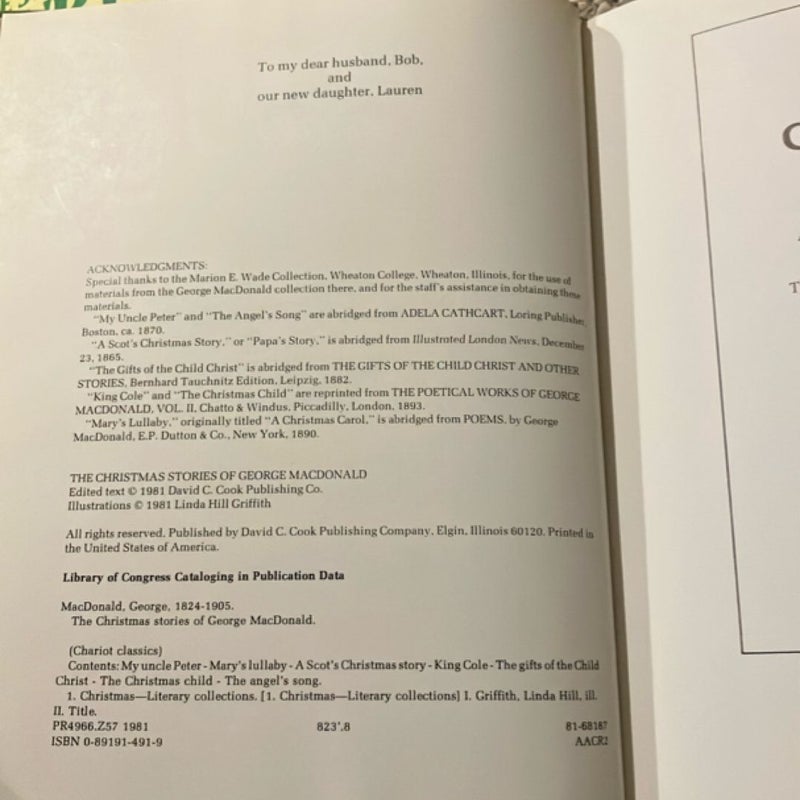 To my dear husband, Bob,
and
our new daughter, Lauren
ACKNOWLEDGMENTS:
Special thanks to the Marion E. Wade Collection, Wheaton College, Wheaton, Illinois, for the use of
materials from the George MacDonald collection there, and for the staff's assistance in obtaining these
materials.
"My Uncle Peter" and "The Angel's Song" are abridged from ADELA CATHCART, Loring Publisher,
Boston, ca. 1870.
"A Scot's Christmas Story," or "Papa's Story," is abridged from Illustrated London News, December
23, 1865.
"The Gifts of the Child Christ" is abridged from THE GIFTS OF THE CHILD CHRIST AND OTHER
STORIES, Bernhard Tauchnitz Edition, Leipzig, 1882.
"King Cole" and "The Christmas Child" are reprinted from THE POETICAL WORKS OF GEORGE
MACDONALD, VOL. II, Chatto & Windus, Piccadilly, London, 1893.
"Mary's Lullaby," originally titled "A Christmas Carol," is abridged from POEMS, by George
MacDonald, E.P. Dutton & Co., New York, 1890.
THE CHRISTMAS STORIES OF GEORGE MACDONALD
Edited text © 1981 David C. Cook Publishing Co.
Illustrations © 1981 Linda Hill Griffith
All rights reserved. Published by David C. Cook Publishing Company, Elgin, Illinois 60120. Printed in
the United States of America.
Library of Congress Cataloging in Publication Data
MacDonald, George, 1824-1905.
The Christmas stories of George MacDonald.
(Chariot classics)
Contents: My uncle Peter - Mary's lullaby - A Scot's Christmas story - King Cole - The gifts of the Child
Christ - The Christmas child - The angel's song.
1. Christmas—Literary collections. [1. Christmas—Literary collections] I. Griffith, Linda Hill, ill.
II. Title.
PR4966.Z57 1981 823'.8 81-68187
ISBN 0-89191-491-9 AACR2